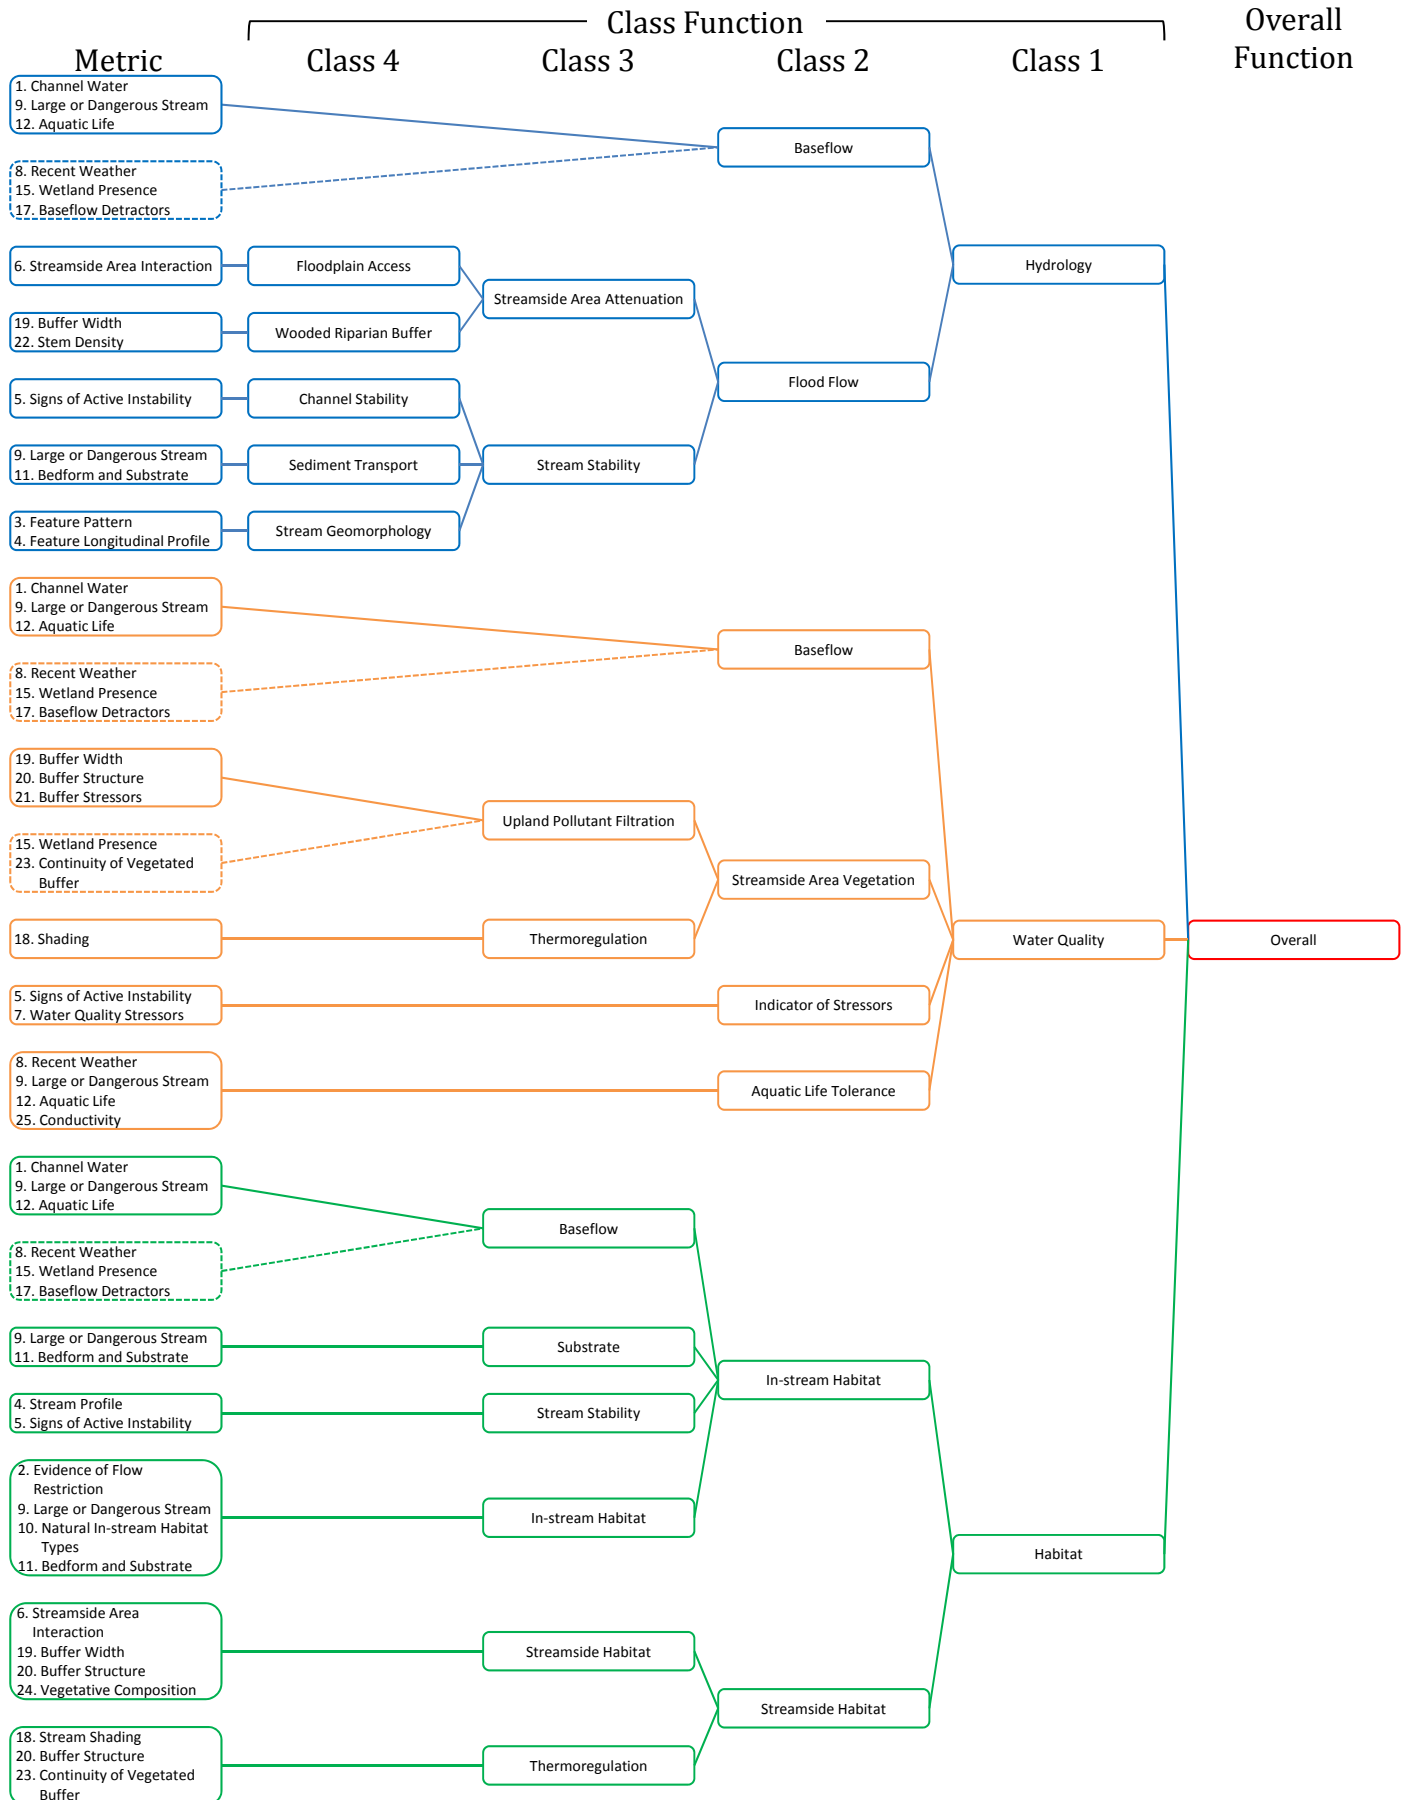 Class Function
Overall
Function
Metric
Class 4
Class 3
Class 2
Class 1
1. Channel Water
9. Large or Dangerous Stream
12. Aquatic Life
Baseflow
8. Recent Weather
15. Wetland Presence
17. Baseflow Detractors
6. Streamside Area Interaction
Floodplain Access
Hydrology
Streamside Area Attenuation
19. Buffer Width
22. Stem Density
Wooded Riparian Buffer
Flood Flow
5. Signs of Active Instability
Channel Stability
9. Large or Dangerous Stream
11. Bedform and Substrate
Sediment Transport
Stream Stability
3. Feature Pattern
4. Feature Longitudinal Profile
Stream Geomorphology
1. Channel Water
9. Large or Dangerous Stream
12. Aquatic Life
Baseflow
8. Recent Weather
15. Wetland Presence
17. Baseflow Detractors
19. Buffer Width
20. Buffer Structure
21. Buffer Stressors
Upland Pollutant Filtration
15. Wetland Presence
23. Continuity of Vegetated
Buffer
Streamside Area Vegetation
18. Shading
Thermoregulation
Water Quality
Overall
5. Signs of Active Instability
7. Water Quality Stressors
Indicator of Stressors
8. Recent Weather
9. Large or Dangerous Stream
12. Aquatic Life
25. Conductivity
Aquatic Life Tolerance
1. Channel Water
9. Large or Dangerous Stream
12. Aquatic Life
Baseflow
8. Recent Weather
15. Wetland Presence
17. Baseflow Detractors
9. Large or Dangerous Stream
11. Bedform and Substrate
Substrate
In-stream Habitat
4. Stream Profile
5. Signs of Active Instability
Stream Stability
2. Evidence of Flow
Restriction
9. Large or Dangerous Stream
10. Natural In-stream Habitat
Types
11. Bedform and Substrate
In-stream Habitat
Habitat
6. Streamside Area
Interaction
19. Buffer Width
20. Buffer Structure
24. Vegetative Composition
Streamside Habitat
Streamside Habitat
18. Stream Shading
20. Buffer Structure
23. Continuity of Vegetated
Buffer
Thermoregulation